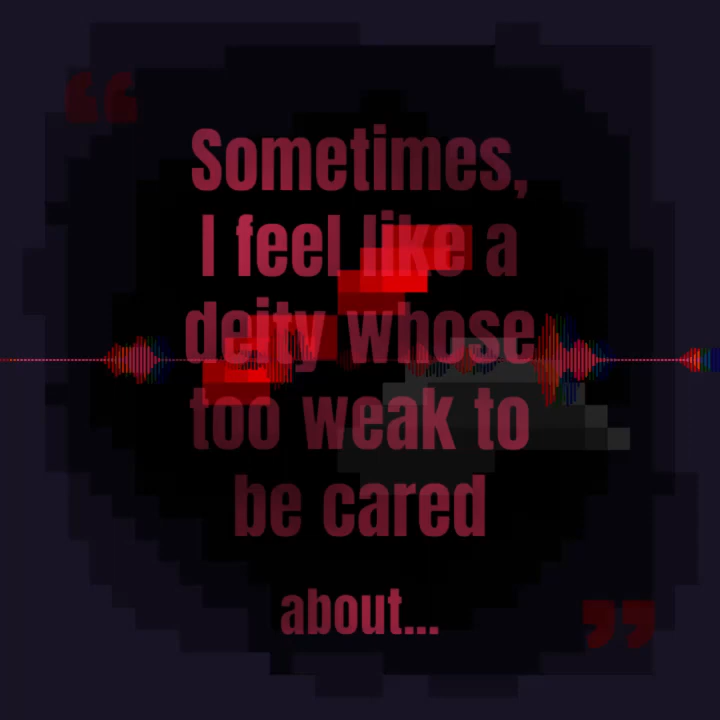 “
Sometimes,
I feel like a
deity whose
too weak to
be cared
about...
”